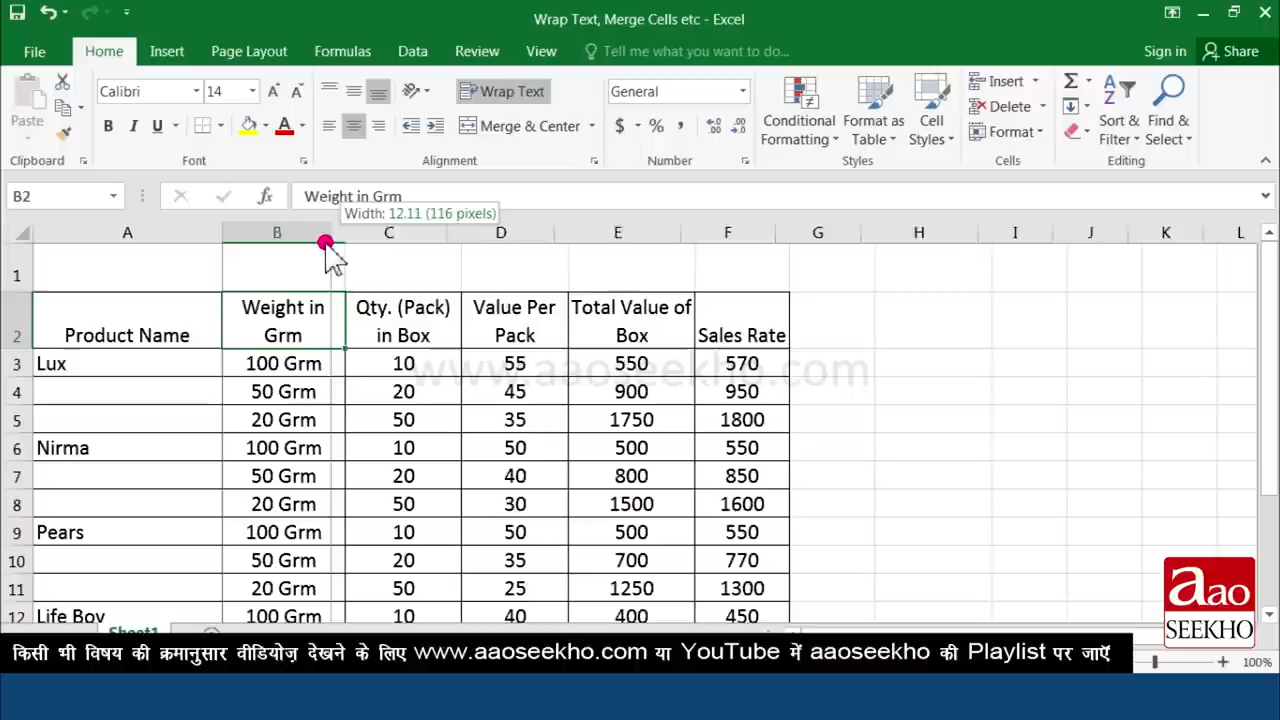 Wrap Text, Merge Cells etc - Excel
File Home Insert Page Layout Formulas Data Review View Tell me what you want to do... Sign in Share
Paste Calibri 14 Wrap Text General Conditional Formatting Format as Table Cell Styles Insert Sort & Filter Find & Select
B I U Merge & Center $ % , Delete
Format
Clipboard Font Alignment Number Styles Cells Editing
B2 fx Weight in Grm
Width: 12.11 (116 pixels)
A B C D E F G H I J K L
1
2 Product Name Weight in Grm Qty. (Pack) in Box Value Per Pack Total Value of Box Sales Rate
3 Lux 100 Grm 10 55 550 570
4 50 Grm 20 45 900 950
5 20 Grm 50 35 1750 1800
6 Nirma 100 Grm 10 50 500 550
7 50 Grm 20 40 800 850
8 20 Grm 50 30 1500 1600
9 Pears 100 Grm 10 50 500 550
10 50 Grm 20 35 700 770
11 20 Grm 50 25 1250 1300
12 Life Boy 100 Grm 10 40 400 450
www.aaoseekho.com
Sheet1
aao
SEEKHO
किसी भी विषय की क्रमानुसार वीडियोज़ देखने के लिए www.aaoseekho.com या YouTube में aaoseekho की Playlist पर जाएँ
100%